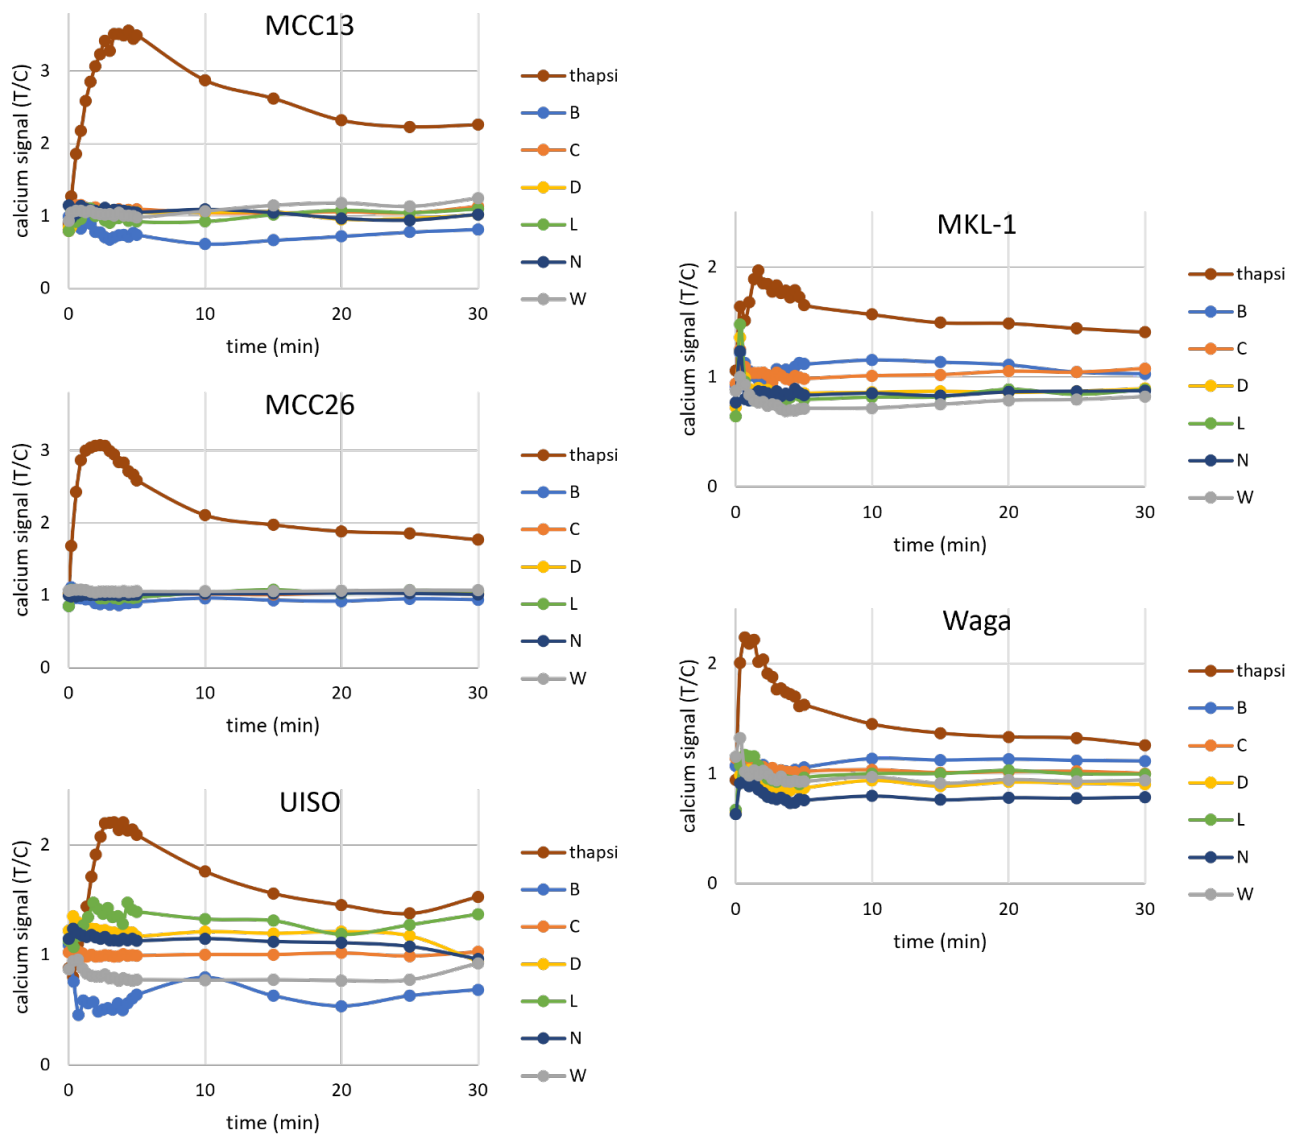 MCC13
calcium signal (T/C)
3
2
1
0
0 10 20 30
time (min)
thapsi
B
C
D
L
N
W
MCC26
calcium signal (T/C)
3
2
1
0
0 10 20 30
time (min)
thapsi
B
C
D
L
N
W
UISO
calcium signal (T/C)
2
1
0
0 10 20 30
time (min)
thapsi
B
C
D
L
N
W
MKL-1
calcium signal (T/C)
2
1
0
0 10 20 30
time (min)
thapsi
B
C
D
L
N
W
Waga
calcium signal (T/C)
2
1
0
0 10 20 30
time (min)
thapsi
B
C
D
L
N
W